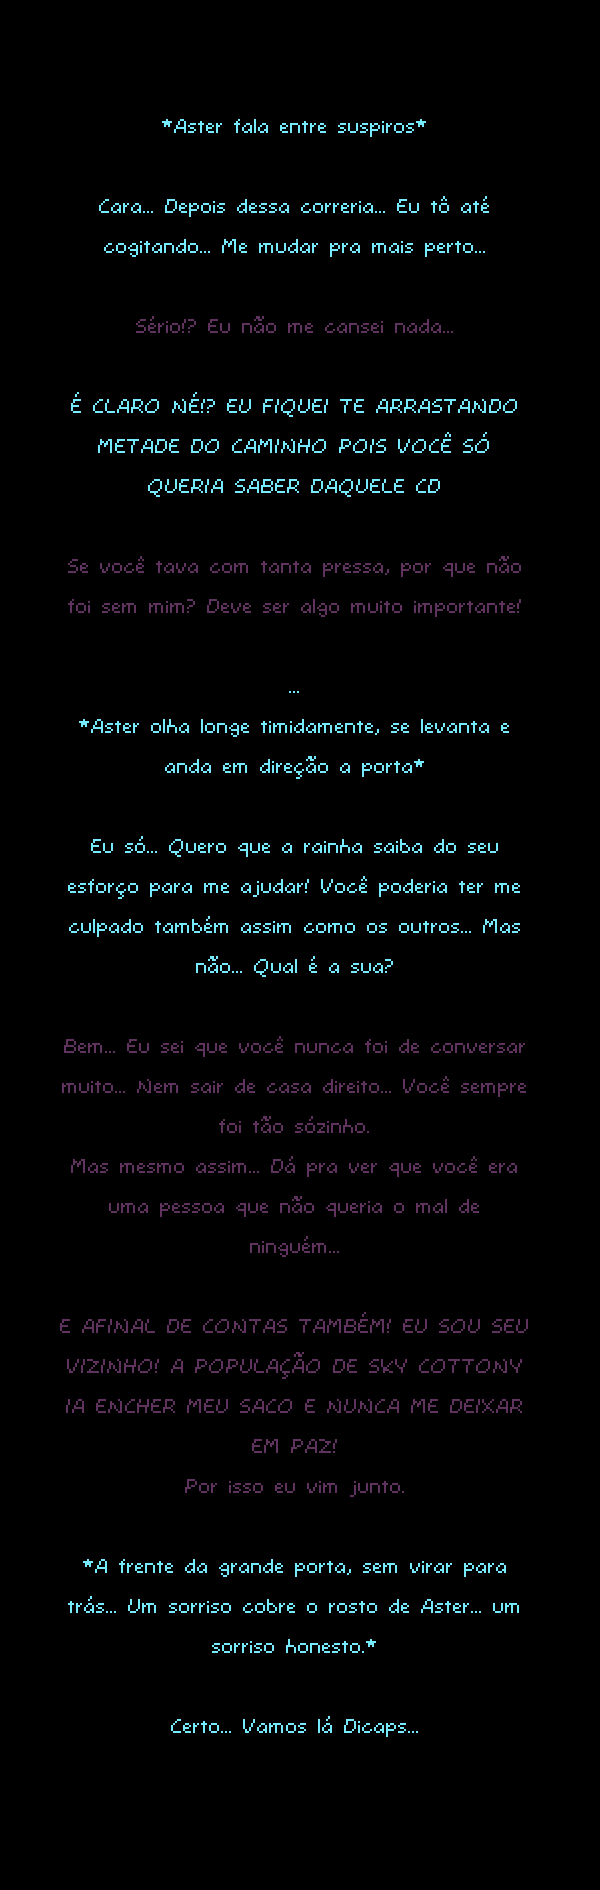 *Aster fala entre suspiros*
Cara... Depois dessa correria... Eu tô até
cogitando... Me mudar pra mais perto...
Sério!? Eu não me cansei nada...
É CLARO NÉ!? EU FIQUEI TE ARRASTANDO
METADE DO CAMINHO POIS VOCÊ SÓ
QUERIA SABER DAQUELE CD
Se você tava com tanta pressa, por que não
foi sem mim? Deve ser algo muito importante!
...
*Aster olha longe timidamente, se levanta e
anda em direção a porta*
Eu só... Quero que a rainha saiba do seu
esforço para me ajudar! Você poderia ter me
culpado também assim como os outros... Mas
não... Qual é a sua?
Bem... Eu sei que você nunca foi de conversar
muito... Nem sair de casa direito... Você sempre
foi tão sózinho.
Mas mesmo assim... Dá pra ver que você era
uma pessoa que não queria o mal de
ninguém...
E AFINAL DE CONTAS TAMBÉM! EU SOU SEU
VIZINHO! A POPULAÇÃO DE SKY COTTONY
IA ENCHER MEU SACO E NUNCA ME DEIXAR
EM PAZ!
Por isso eu vim junto.
*A frente da grande porta, sem virar para
trás... Um sorriso cobre o rosto de Aster... um
sorriso honesto.*
Certo... Vamos lá Dicaps...